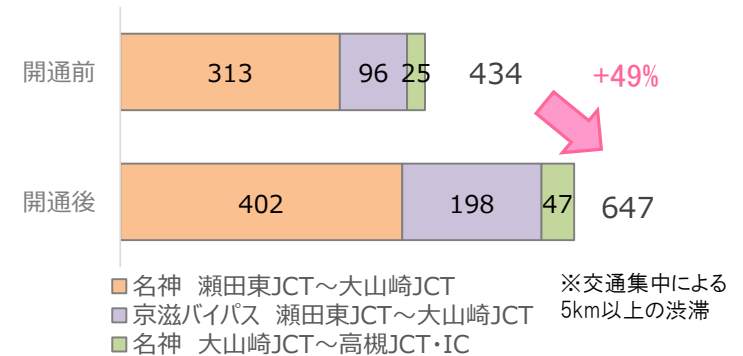 開通前 313 96 25 434 +49%
開通後 402 198 47 647
名神 瀬田東JCT～大山崎JCT
京滋バイパス 瀬田東JCT～大山崎JCT
名神 大山崎JCT～高槻JCT・IC
※交通集中による
5km以上の渋滞